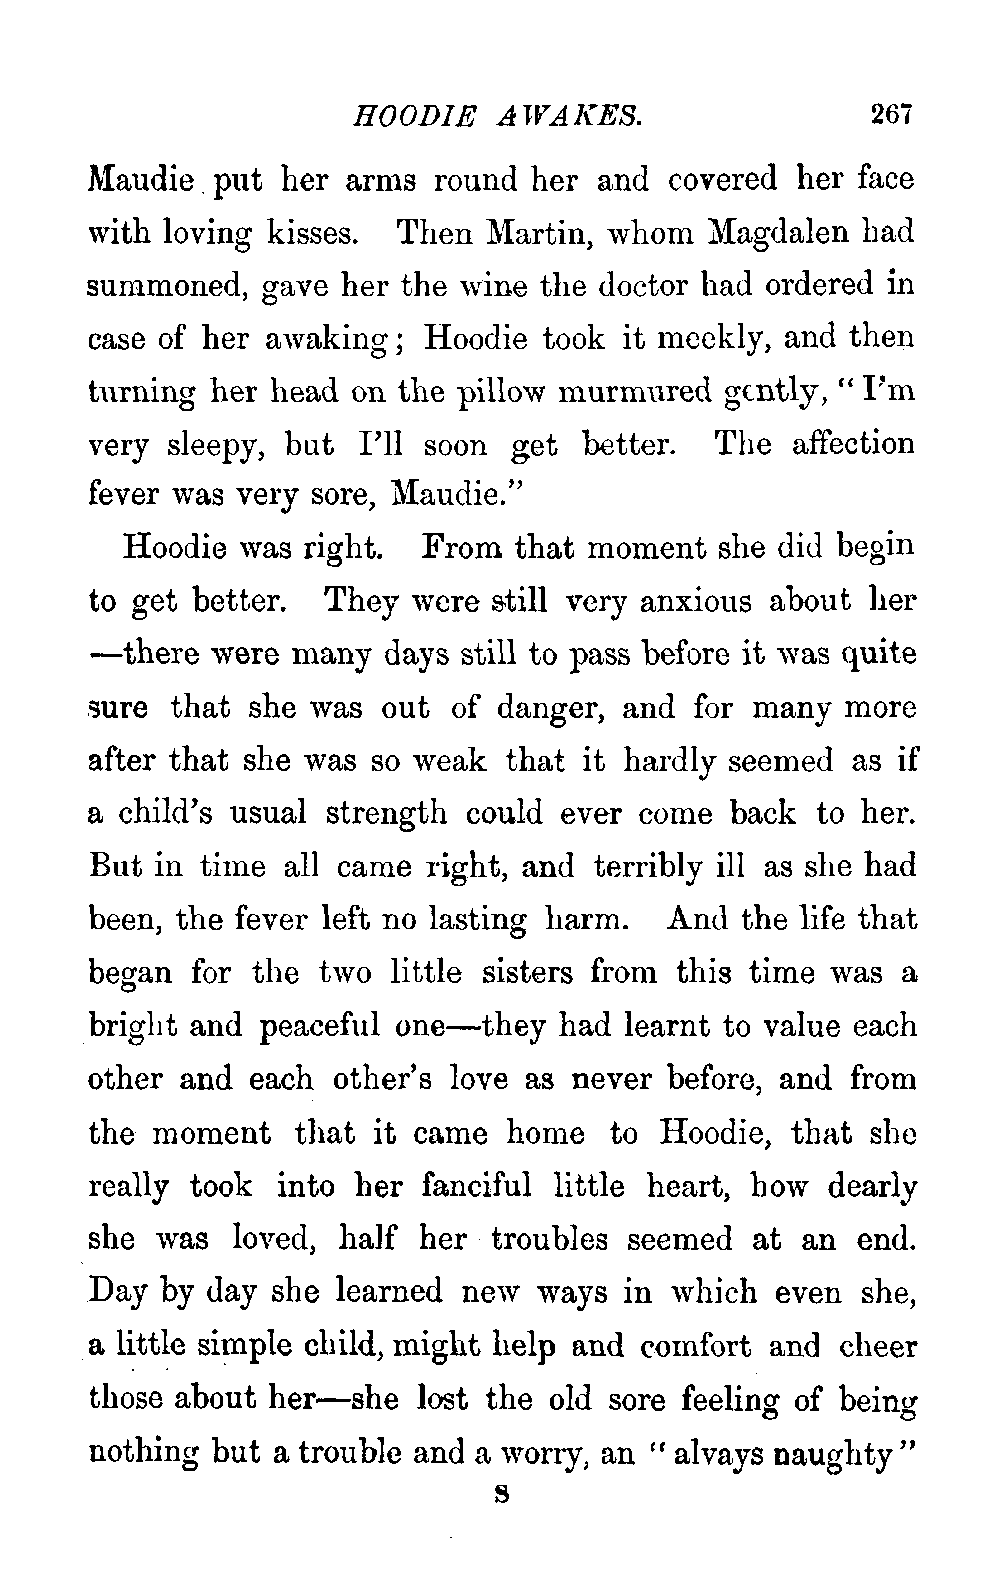 HOODIE AWAKES. 267
Maudie put her arms round her and covered her face
with loving kisses. Then Martin, whom Magdalen had
summoned, gave her the wine the doctor had ordered in
case of her awaking; Hoodie took it meekly, and then
turning her head on the pillow murmured gently, “I’m
very sleepy, but I’ll soon get better. The affection
fever was very sore, Maudie.”
Hoodie was right. From that moment she did begin
to get better. They were still very anxious about her
—there were many days still to pass before it was quite
sure that she was out of danger, and for many more
after that she was so weak that it hardly seemed as if
a child’s usual strength could ever come back to her.
But in time all came right, and terribly ill as she had
been, the fever left no lasting harm. And the life that
began for the two little sisters from this time was a
bright and peaceful one—they had learnt to value each
other and each other’s love as never before, and from
the moment that it came home to Hoodie, that she
really took into her fanciful little heart, how dearly
she was loved, half her troubles seemed at an end.
Day by day she learned new ways in which even she,
a little simple child, might help and comfort and cheer
those about her—she lost the old sore feeling of being
nothing but a trouble and a worry, an “alvays naughty”
S